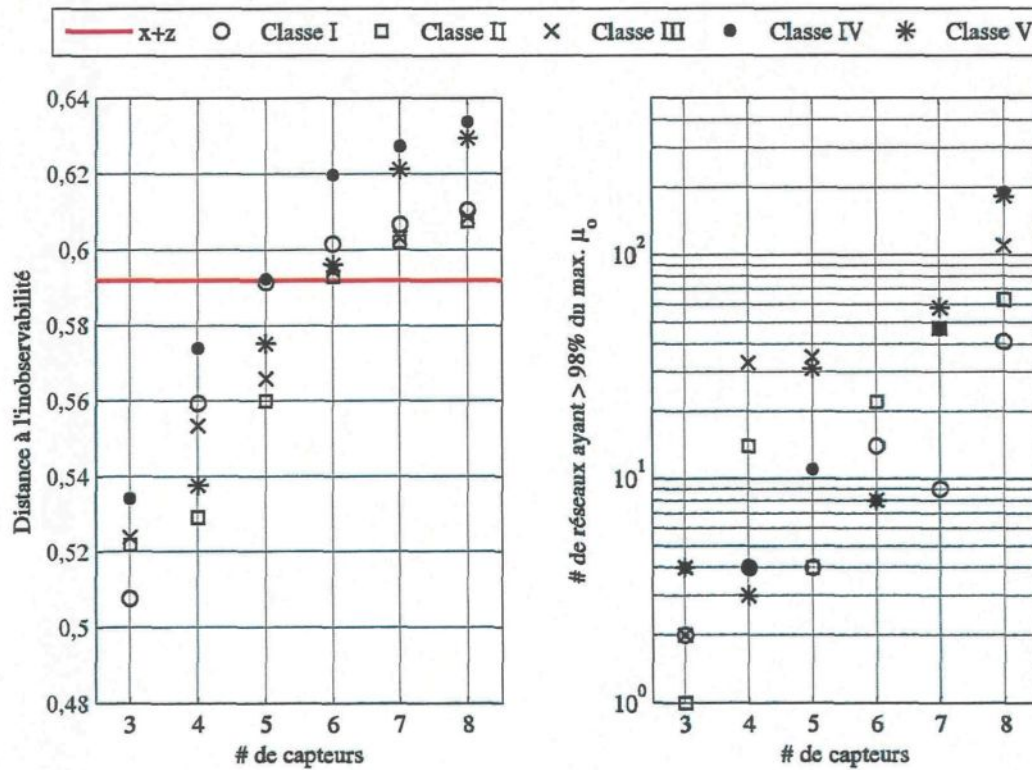 x+z Classe I Classe II Classe III Classe IV Classe V
Distance à l'inobservabilité
0,64
0,62
0,6
0,58
0,56
0,54
0,52
0,5
0,48
3 4 5 6 7 8
# de capteurs
# de réseaux ayant > 98% du max. μo
10²
10¹
10⁰
3 4 5 6 7 8
# de capteurs